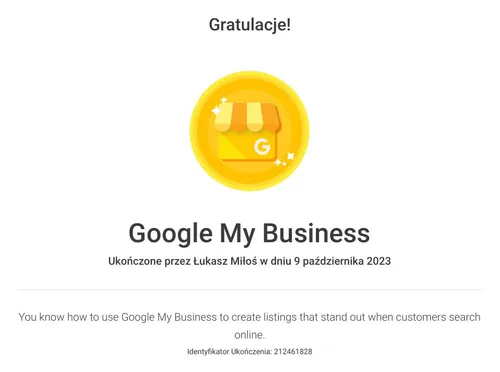 Gratulacje!
G
Google My Business
Ukończone przez Łukasz Miłoś w dniu 9 października 2023
You know how to use Google My Business to create listings that stand out when customers search
online.
Identyfikator Ukończenia: 212461828